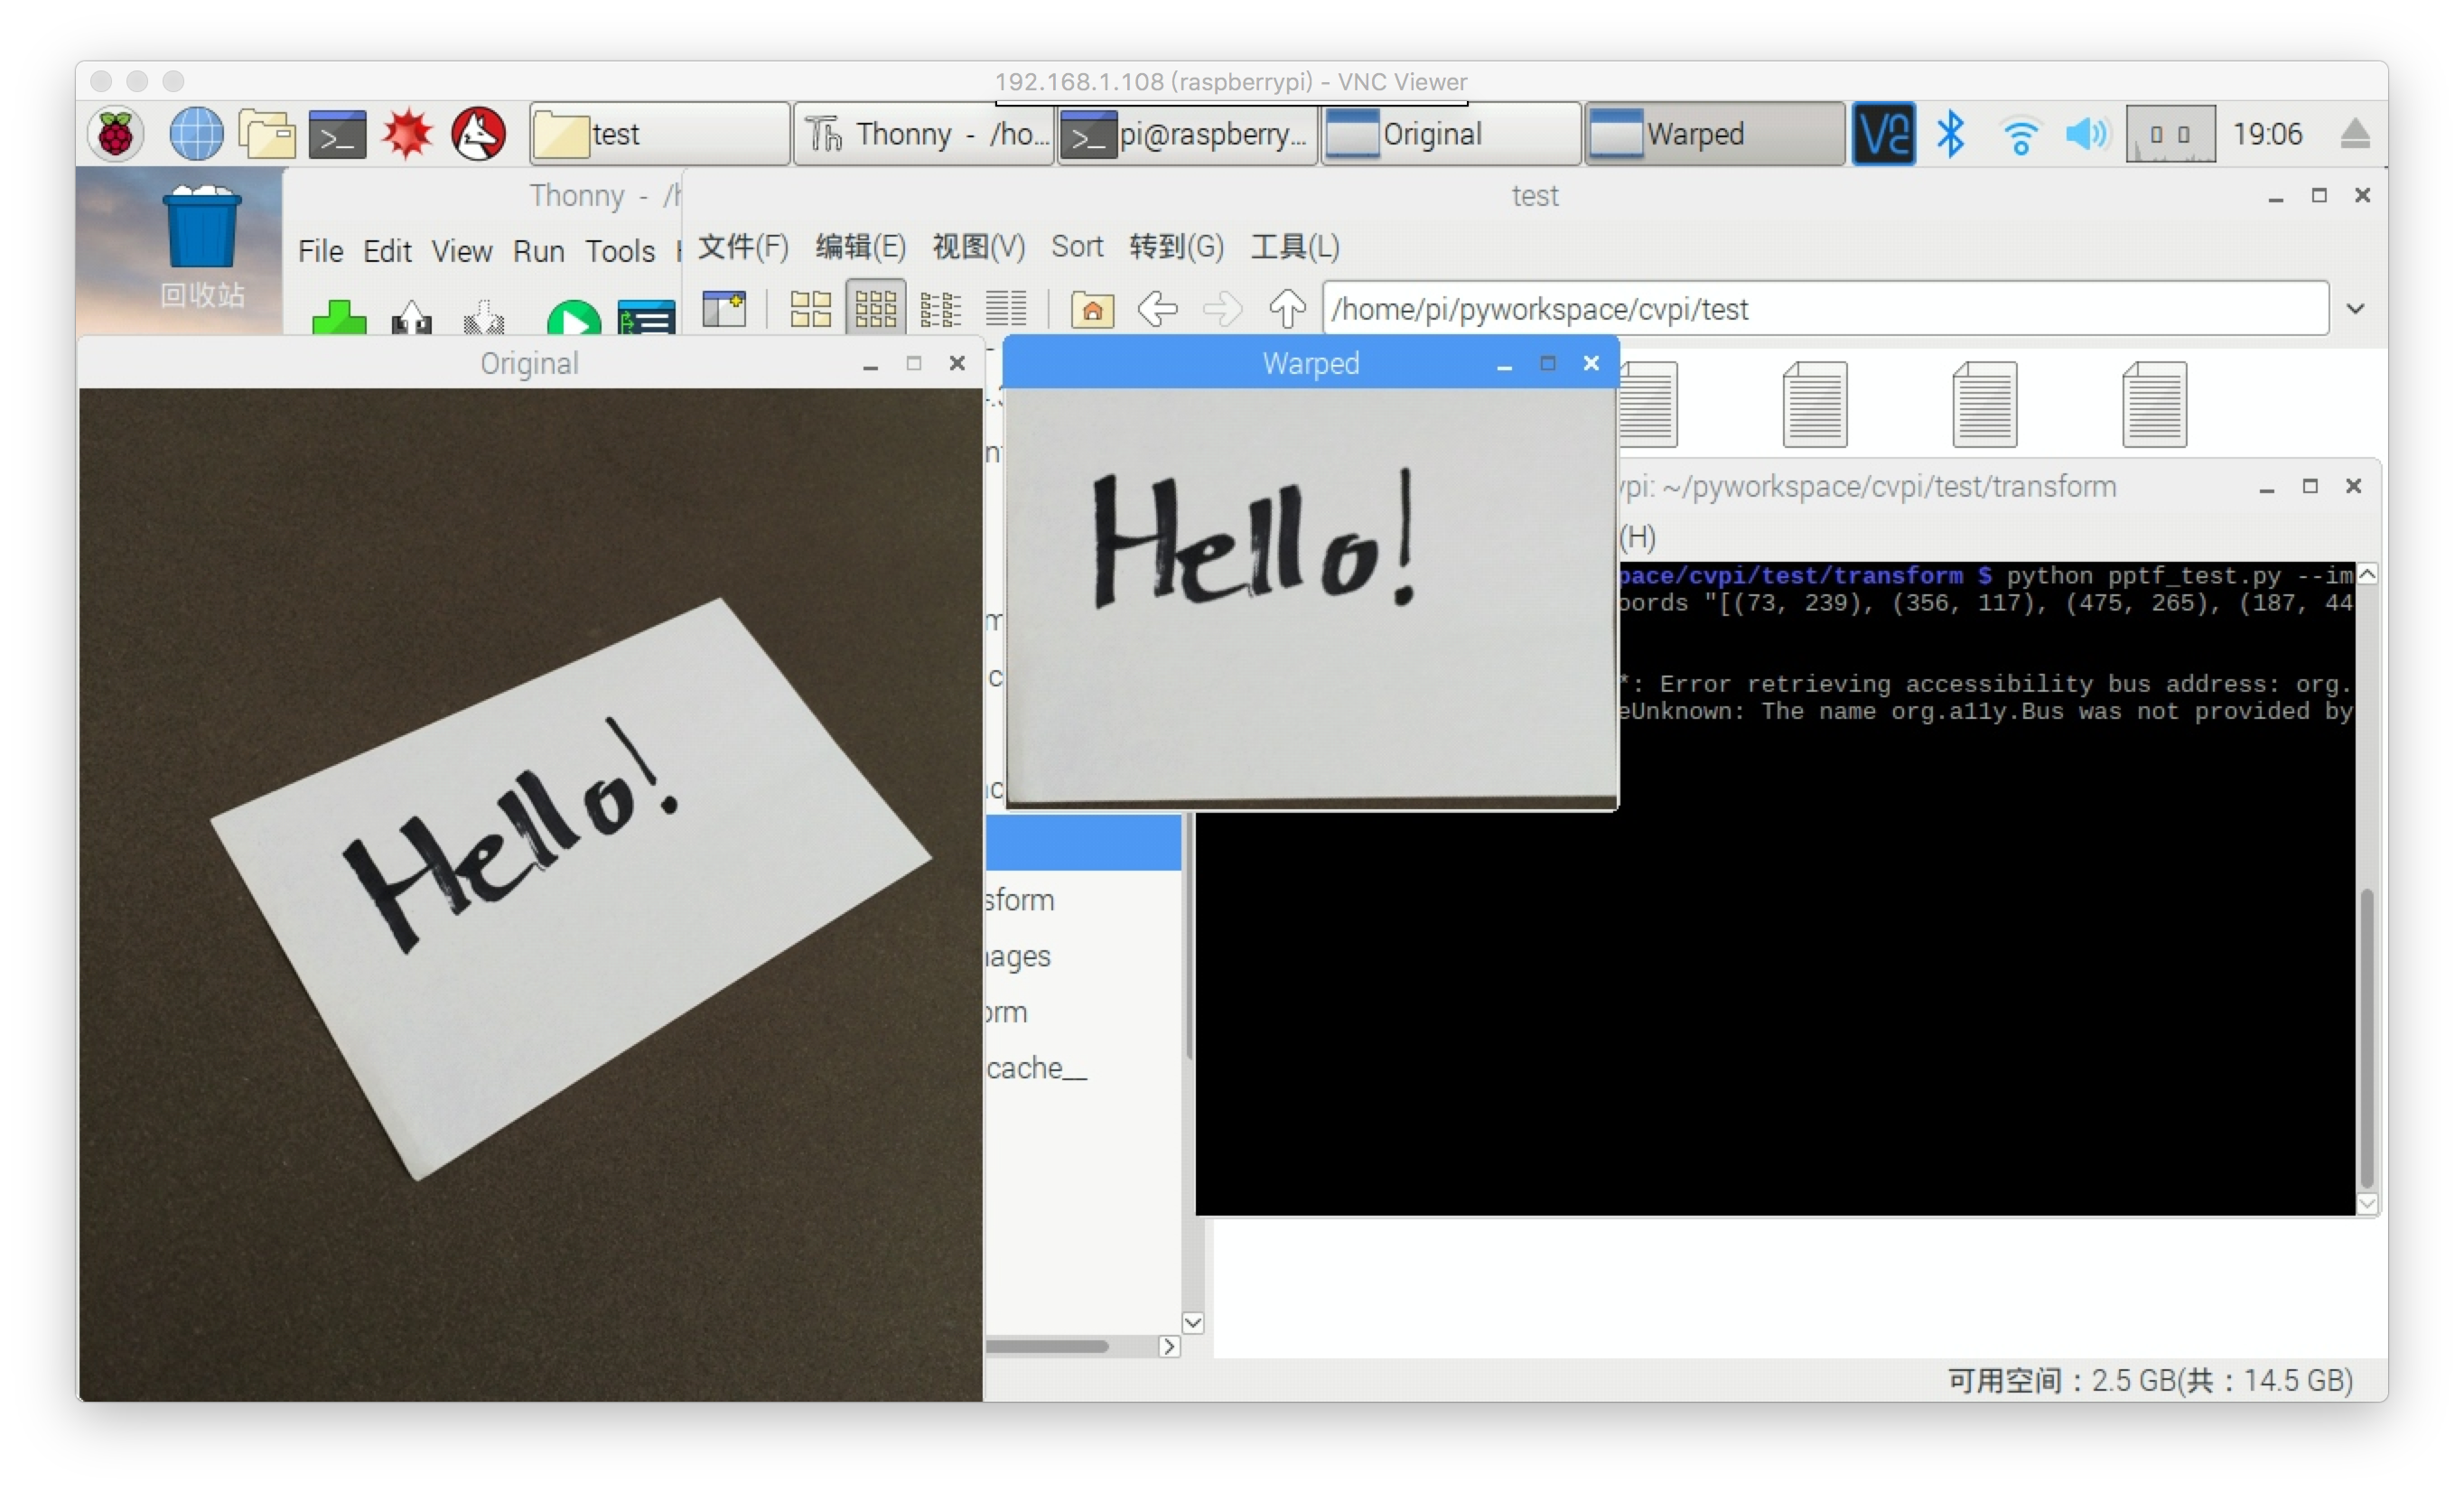 192.168.1.108 (raspberrypi) - VNC Viewer
test
Thonny - /ho...
pi@raspberry...
Original
Warped
19:06
回收站
Thonny - /h
File Edit View Run Tools
test
文件(F) 编辑(E) 视图(V) Sort 转到(G) 工具(L)
/home/pi/pyworkspace/cvpi/test
Original
Hello!
Warped
Hello!
pi: ~/pyworkspace/cvpi/test/transform
(H)
pace/cvpi/test/transform $ python pptf_test.py --im
oords "[(73, 239), (356, 117), (475, 265), (187, 44
*: Error retrieving accessibility bus address: org.
eUnknown: The name org.a11y.Bus was not provided by
sform
ages
orm
cache__
可用空间：2.5 GB(共：14.5 GB)